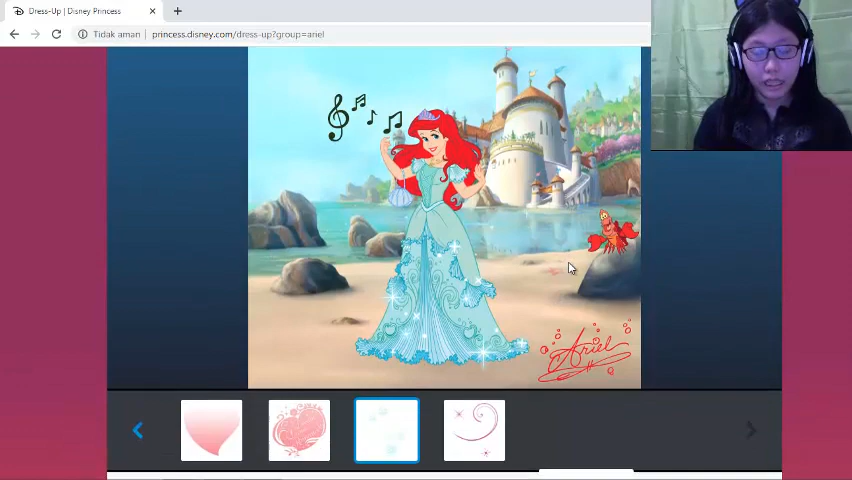 Dress-Up | Disney Princess
Tidak aman
princess.disney.com/dress-up?group=ariel
Ariel